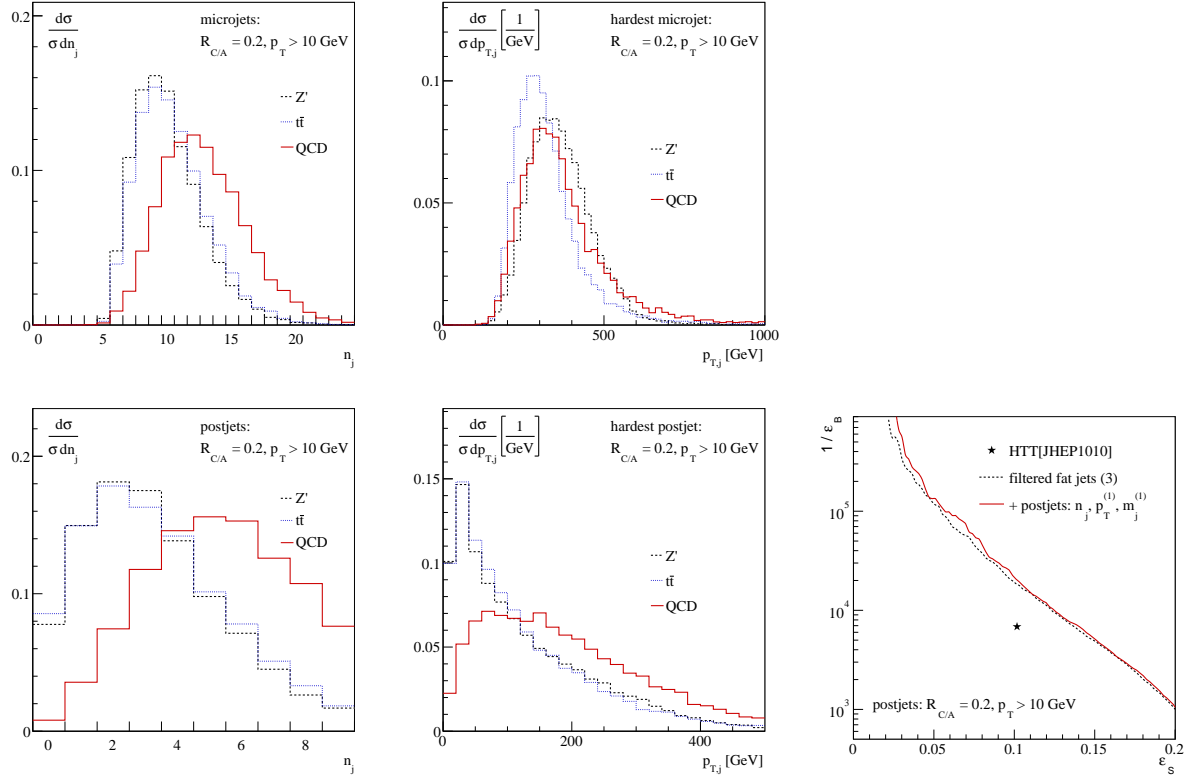 dσ
σ dn_j
microjets:
R_C/A = 0.2, p_T > 10 GeV
Z'
tt̄
QCD
0.2
0.1
0
0 5 10 15 20
n_j
dσ
σ dp_T,j
[1/GeV]
hardest microjet:
R_C/A = 0.2, p_T > 10 GeV
Z'
tt̄
QCD
0.1
0.05
0
0 500 1000
p_T,j [GeV]
dσ
σ dn_j
postjets:
R_C/A = 0.2, p_T > 10 GeV
Z'
tt̄
QCD
0.2
0.1
0
0 2 4 6 8
n_j
dσ
σ dp_T,j
[1/GeV]
hardest postjet:
R_C/A = 0.2, p_T > 10 GeV
Z'
tt̄
QCD
0.15
0.1
0.05
0
0 200 400
p_T,j [GeV]
1 / ε_B
HTT[JHEP1010]
filtered fat jets (3)
+ postjets: n_j, p_T^(1), m_j^(1)
10^5
10^4
10^3
postjets: R_C/A = 0.2, p_T > 10 GeV
0 0.05 0.1 0.15 0.2
ε_S